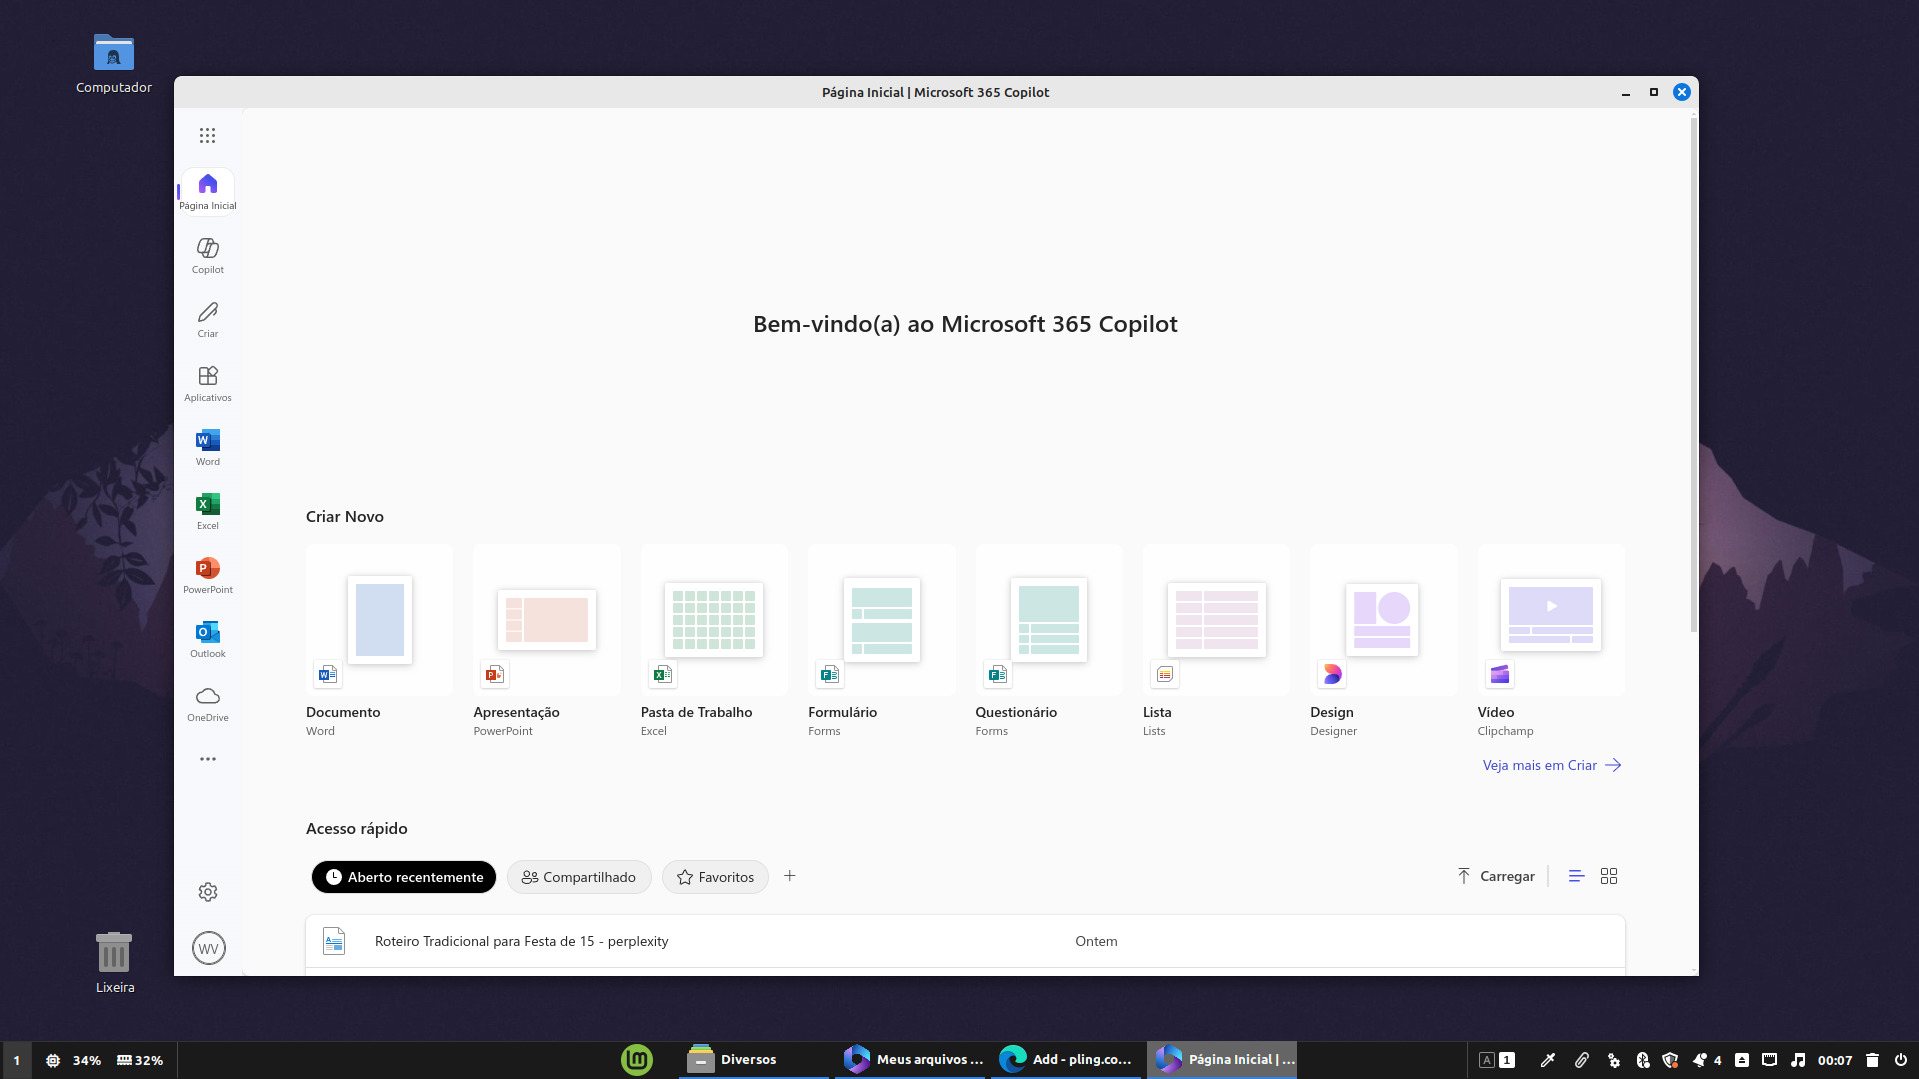 Computador
Página Inicial | Microsoft 365 Copilot
Página Inicial
Copilot
Criar
Aplicativos
Word
Excel
PowerPoint
Outlook
OneDrive
WV
Bem-vindo(a) ao Microsoft 365 Copilot
Criar Novo
Documento
Word
Apresentação
PowerPoint
Pasta de Trabalho
Excel
Formulário
Forms
Questionário
Forms
Lista
Lists
Design
Designer
Vídeo
Clipchamp
Veja mais em Criar
Acesso rápido
Aberto recentemente
Compartilhado
Favoritos
Carregar
Roteiro Tradicional para Festa de 15 - perplexity
Ontem
Lixeira
1
34%
32%
Diversos
Meus arquivos ...
Add - pling.co...
Página Inicial | ...
A
1
4
00:07